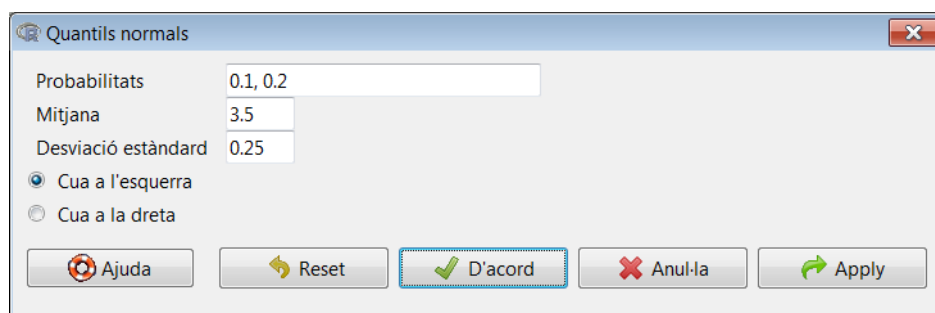 Quantils normals
Probabilitats 0.1, 0.2
Mitjana 3.5
Desviació estàndard 0.25
Cua a l'esquerra
Cua a la dreta
Ajuda Reset D'acord Anul·la Apply